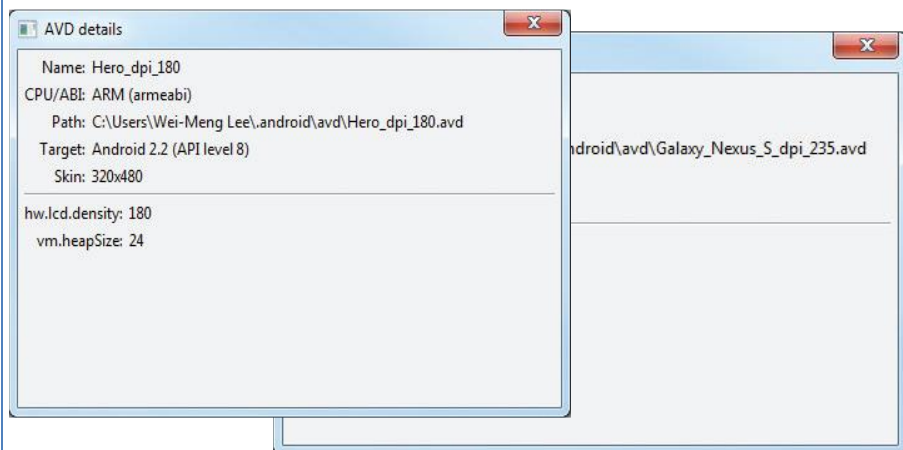 AVD details
Name: Hero_dpi_180
CPU/ABI: ARM (armeabi)
Path: C:\Users\Wei-Meng Lee\.android\avd\Hero_dpi_180.avd
Target: Android 2.2 (API level 8)
Skin: 320x480
hw.lcd.density: 180
vm.heapSize: 24
ndroid\avd\Galaxy_Nexus_S_dpi_235.avd